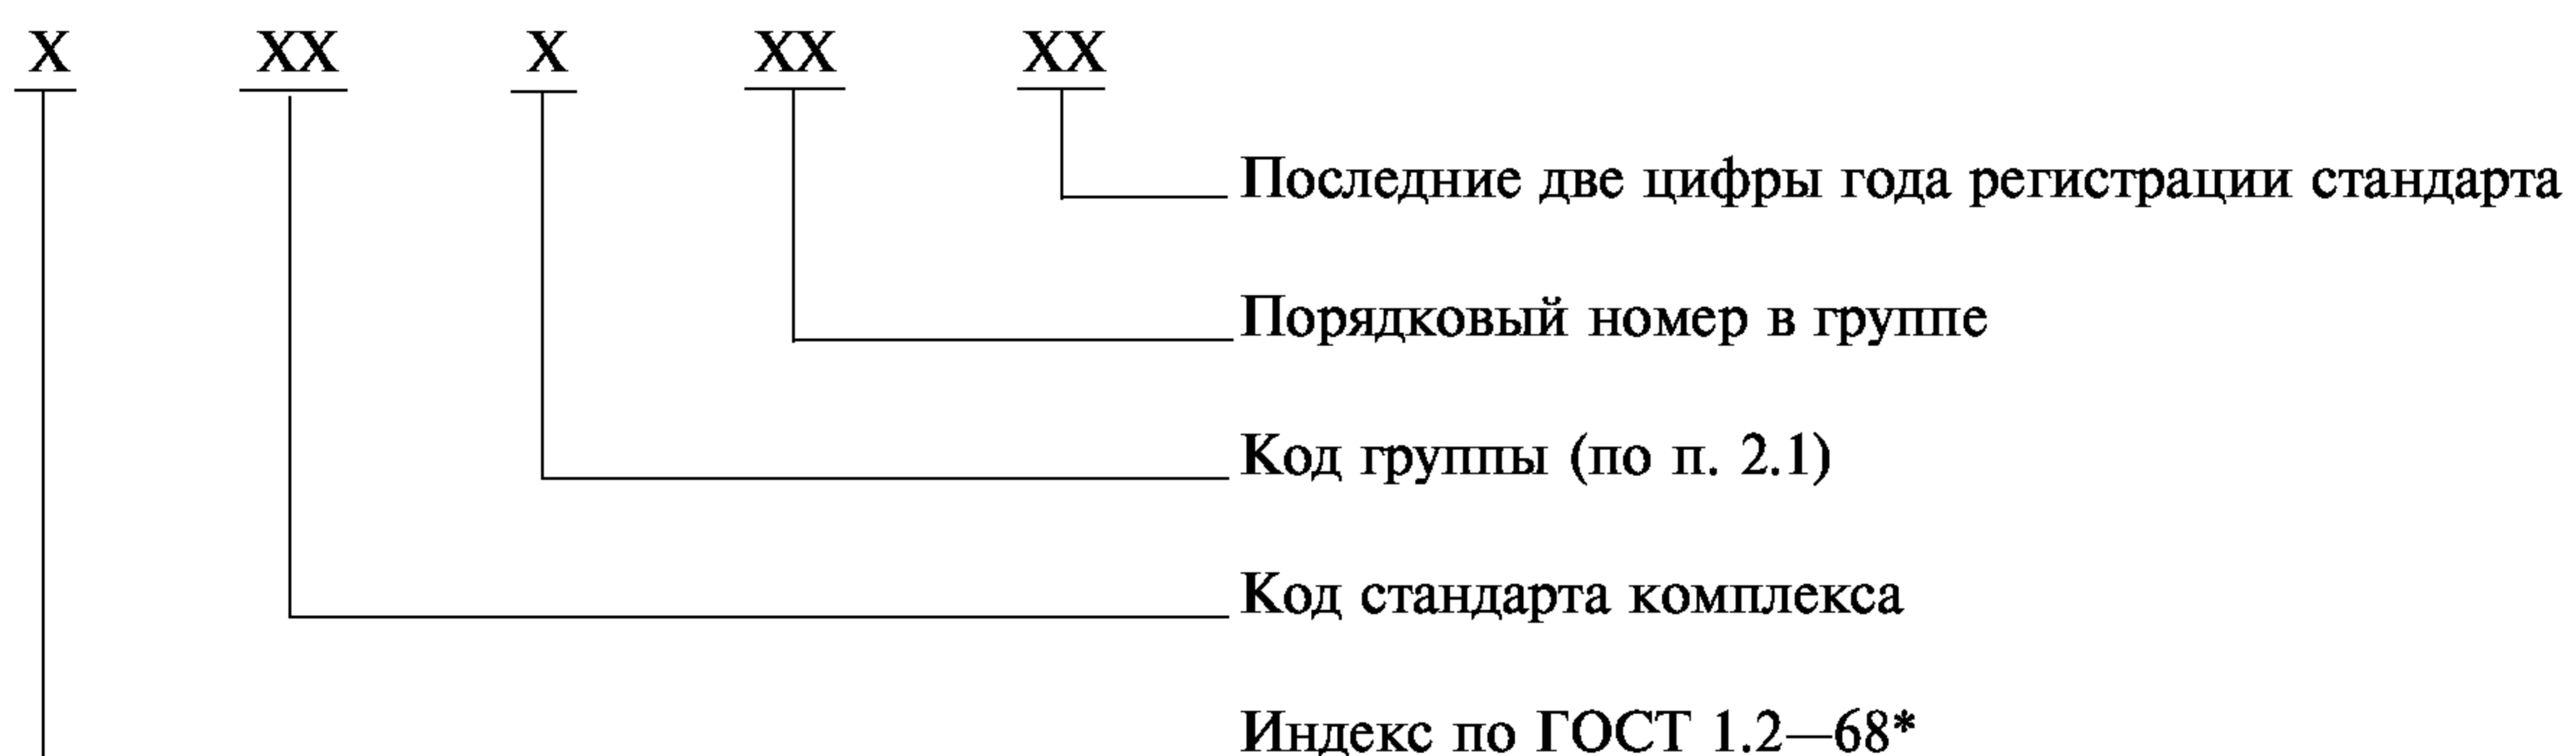 X XX X XX XX
Последние две цифры года регистрации стандарта
Порядковый номер в группе
Код группы (по п. 2.1)
Код стандарта комплекса
Индекс по ГОСТ 1.2—68*